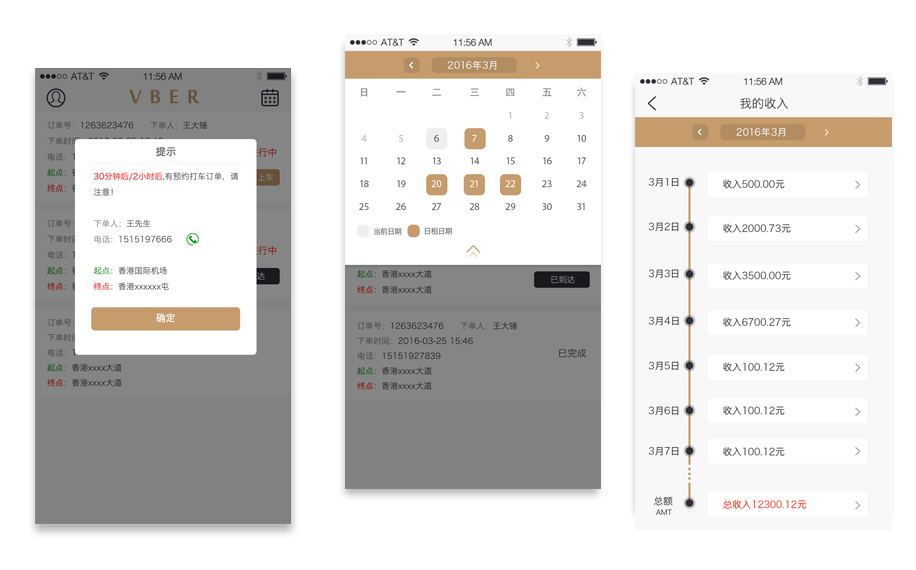 AT&T 11:56 AM
VBER
订单号：1263623476 下单人：王大锤
下单时间
电话：
起点：
终点：
行中
上车
提示
30分钟后/2小时后,有预约打车订单，请
注意！
下单人：王先生
电话：1515197666
起点：香港国际机场
终点：香港xxxxxx屯
确定
订单号：
下单时间
电话：
起点：
终点：
行中
达
订单号：
下单时间
电话：
起点：香港xxxx大道
终点：香港xxxx大道
AT&T 11:56 AM
2016年3月
日 一 二 三 四 五 六
1 2 3
4 5 6 7 8 9 10
11 12 13 14 15 16 17
18 19 20 21 22 23 24
25 26 27 28 29 30 31
当前日期 日租日期
起点：香港xxxx大道
终点：香港xxxx大道
已到达
订单号：1263623476 下单人：王大锤
下单时间：2016-03-25 15:46
电话：15151927839
已完成
起点：香港xxxx大道
终点：香港xxxx大道
AT&T 11:56 AM
我的收入
2016年3月
3月1日 收入500.00元
3月2日 收入2000.73元
3月3日 收入3500.00元
3月4日 收入6700.27元
3月5日 收入100.12元
3月6日 收入100.12元
3月7日 收入100.12元
总额 总收入12300.12元
AMT